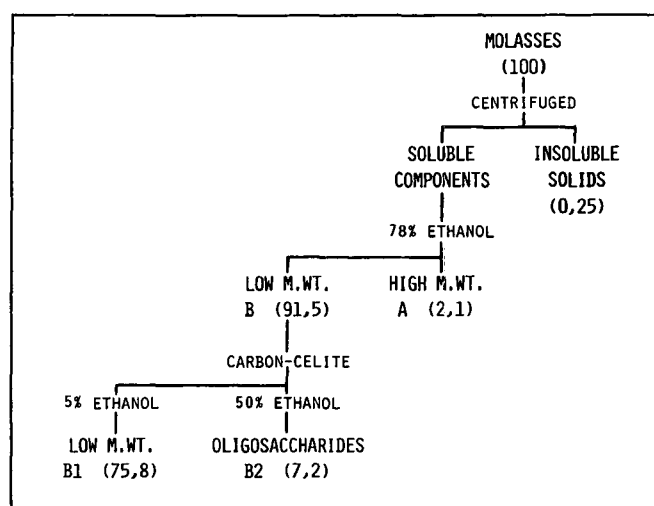 MOLASSES
(100)
CENTRIFUGED
SOLUBLE COMPONENTS
INSOLUBLE SOLIDS
(0,25)
78% ETHANOL
LOW M.WT.
B (91,5)
HIGH M.WT.
A (2,1)
CARBON-CELITE
5% ETHANOL
50% ETHANOL
LOW M.WT.
B1 (75,8)
OLIGOSACCHARIDES
B2 (7,2)